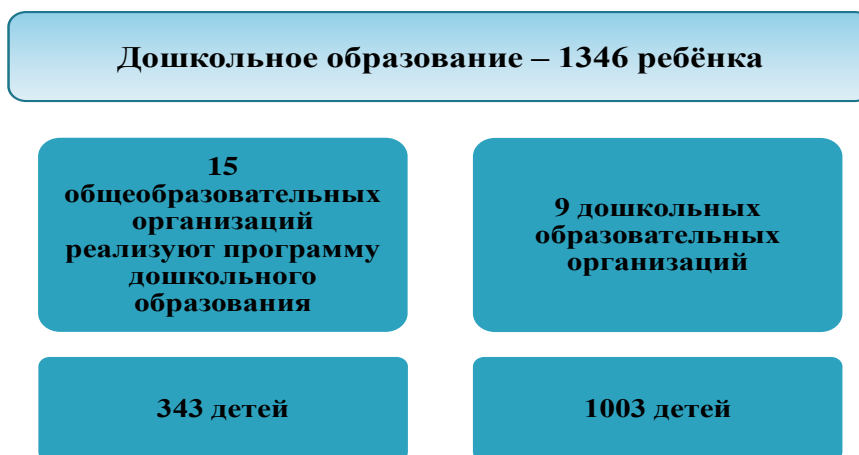 Дошкольное образование – 1346 ребёнка
15
общеобразовательных
организаций
реализуют программу
дошкольного
образования
9 дошкольных
образовательных
организаций
343 детей
1003 детей